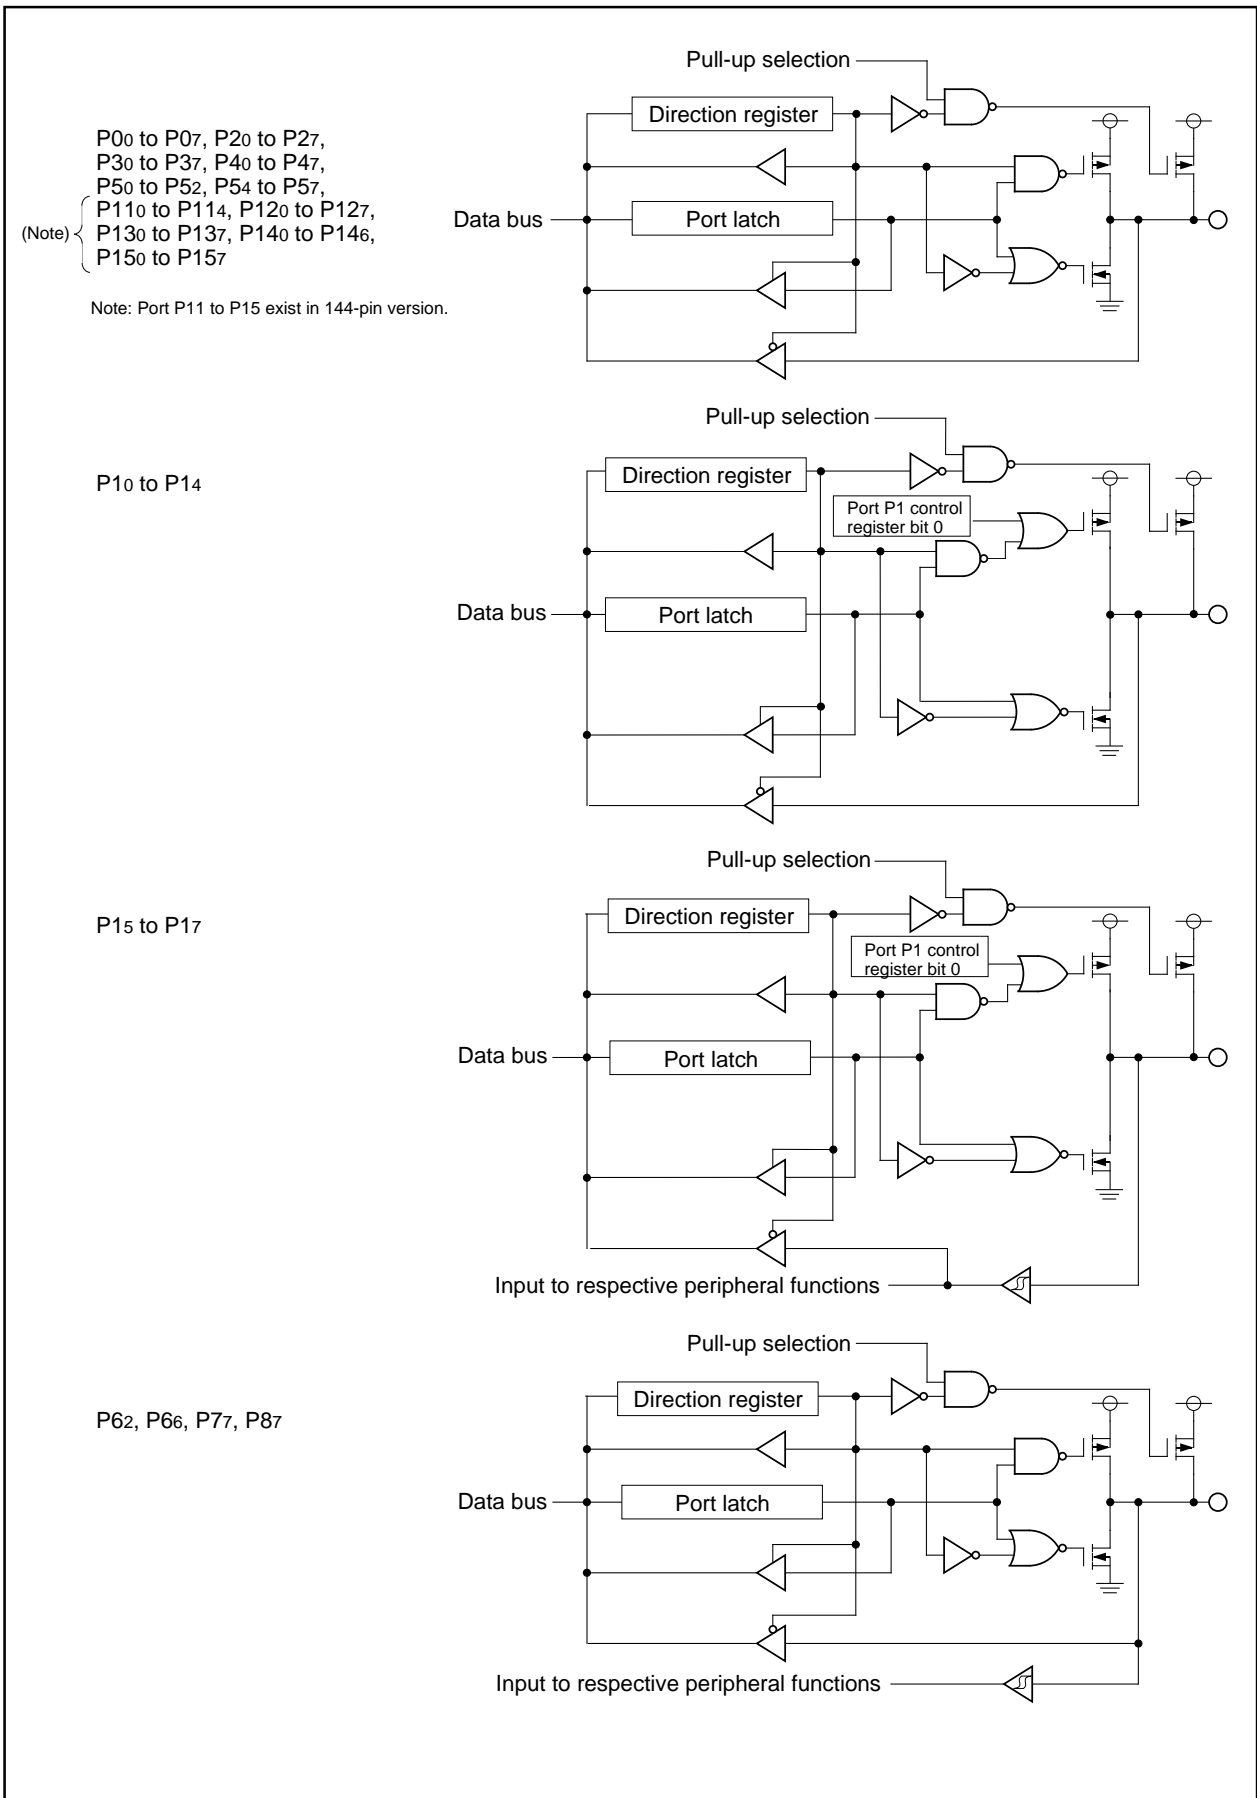 Pull-up selection
Direction register
P00 to P07, P20 to P27,
P30 to P37, P40 to P47,
P50 to P52, P54 to P57,
(Note)
P110 to P114, P120 to P127,
P130 to P137, P140 to P146,
P150 to P157
Data bus
Port latch
Note: Port P11 to P15 exist in 144-pin version.
Pull-up selection
P10 to P14
Direction register
Port P1 control
register bit 0
Data bus
Port latch
Pull-up selection
P15 to P17
Direction register
Port P1 control
register bit 0
Data bus
Port latch
Input to respective peripheral functions
Pull-up selection
P62, P66, P77, P87
Direction register
Data bus
Port latch
Input to respective peripheral functions